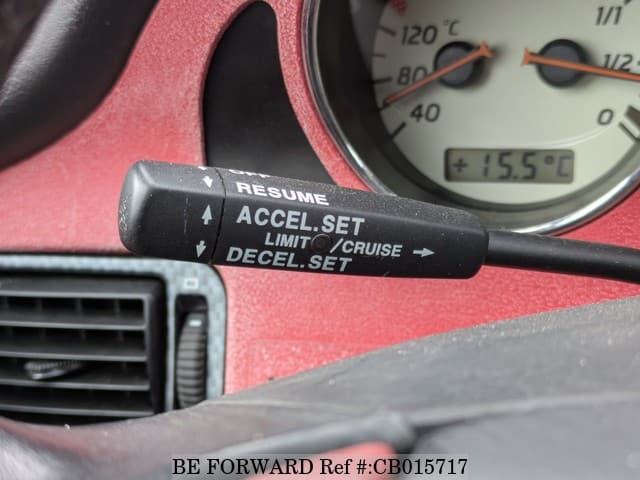 °C
120
80
40
1/1
1/2
0
+15.5°C
OFF
RESUME
ACCEL.SET
LIMIT /CRUISE →
DECEL.SET
BE FORWARD Ref #:CB015717